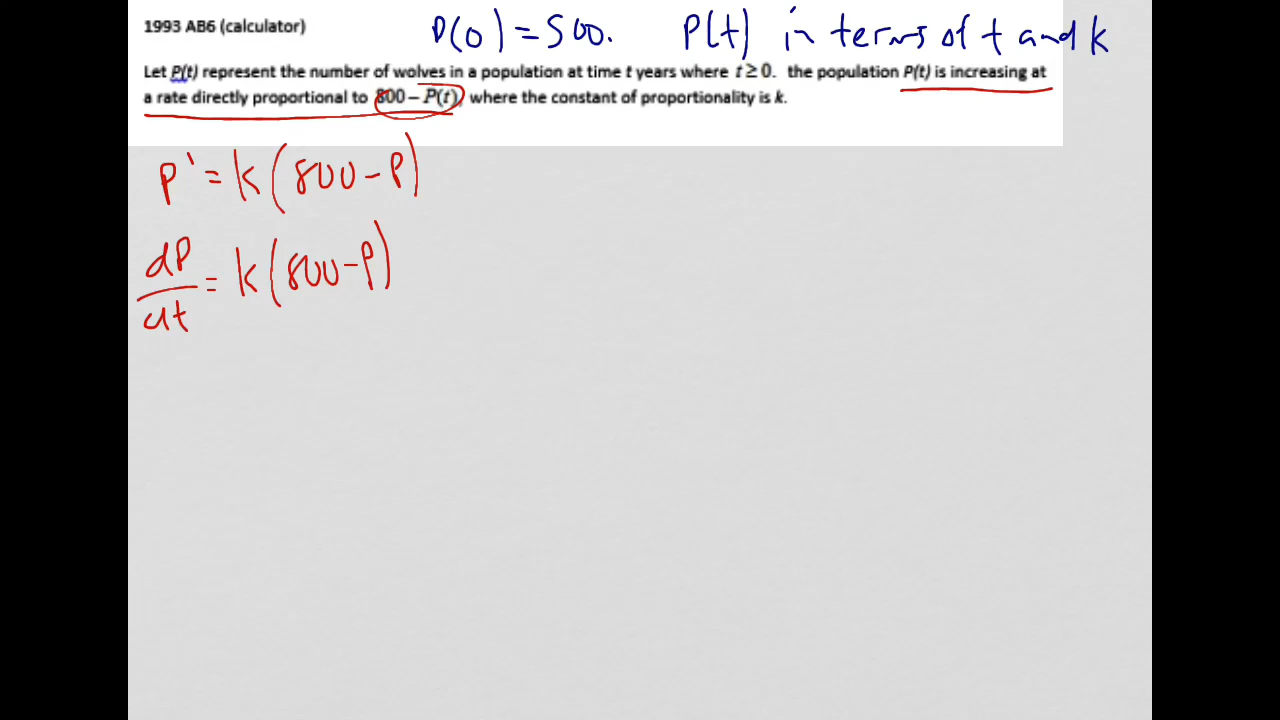 1993 AB6 (calculator)
P(0) = 500. P(t) in terms of t and k
Let P(t) represent the number of wolves in a population at time t years where t ≥ 0. the population P(t) is increasing at
a rate directly proportional to 800 – P(t), where the constant of proportionality is k.
P' = k(800 - P)
dP/dt = k(800 - P)